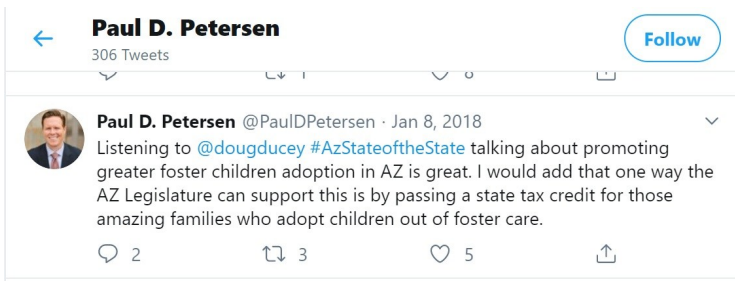 Paul D. Petersen
306 Tweets
Follow
Paul D. Petersen @PaulDPetersen · Jan 8, 2018
Listening to @dougducey #AzStateoftheState talking about promoting
greater foster children adoption in AZ is great. I would add that one way the
AZ Legislature can support this is by passing a state tax credit for those
amazing families who adopt children out of foster care.
2 3 5